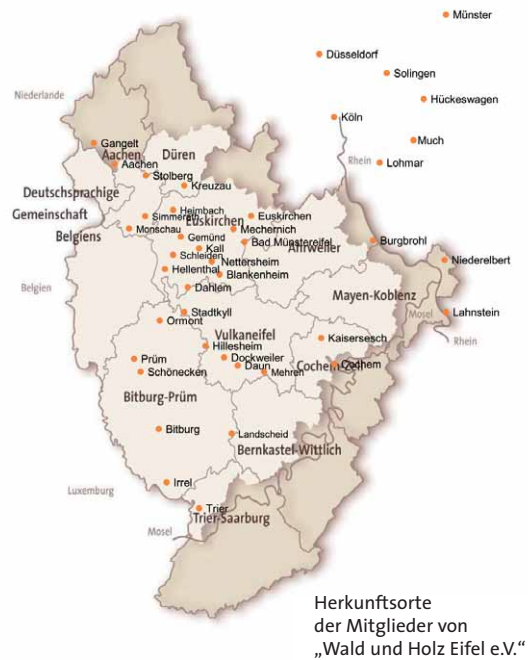 Münster
Düsseldorf
Solingen
Niederlande
Hückeswagen
Köln
Gangelt
Much
Aachen
Düren
Rhein
Aachen
Lohmar
Stolberg
Kreuzau
Deutschsprachige
Gemeinschaft
Belgiens
Heimbach
Simmerath
Euskirchen
Euskirchen
Monschau
Mechernich
Gemünd
Bad Münstereifel
Ahrweiler
Burgbrohl
Kall
Schleiden
Nettersheim
Niederelbert
Hellenthal
Blankenheim
Belgien
Dahlem
Mayen-Koblenz
Stadtkyll
Mosel
Lahnstein
Ormont
Vulkaneifel
Kaisersesch
Rhein
Hillesheim
Prüm
Dockweiler
Daun
Cochem-Zell
Cochem
Schönecken
Mehren
Bitburg-Prüm
Bitburg
Landscheid
Bernkastel-Wittlich
Irrel
Luxemburg
Trier
Trier-Saarburg
Mosel
Herkunftsorte
der Mitglieder von
„Wald und Holz Eifel e.V.“